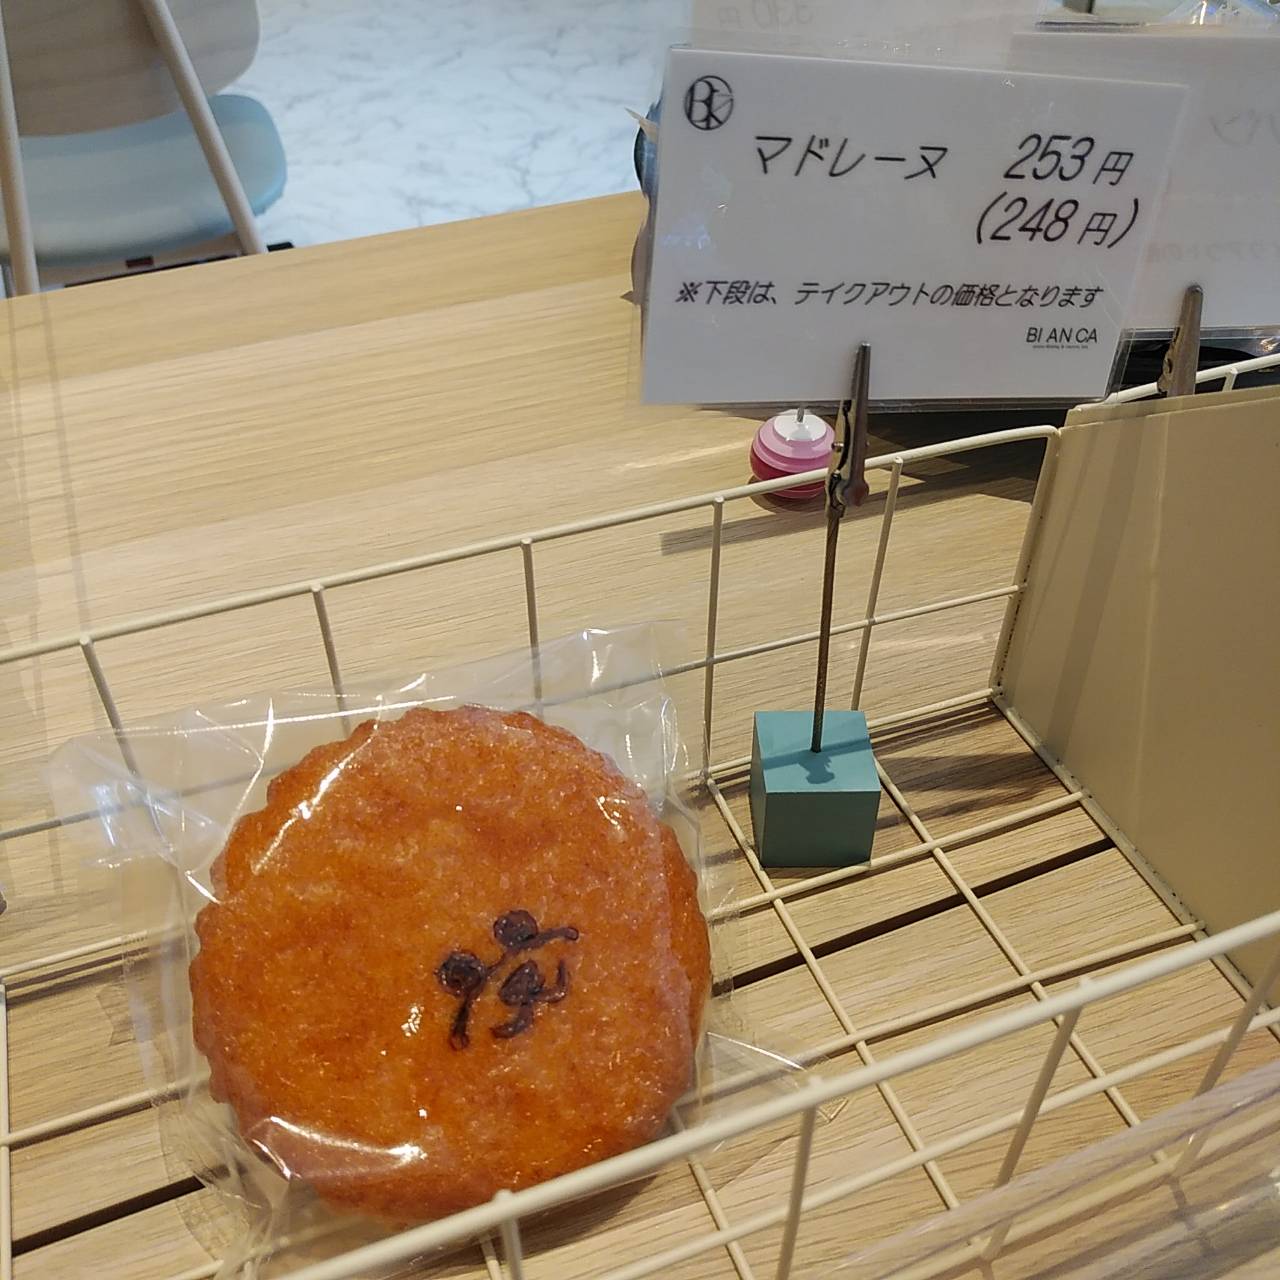 マドレーヌ 253円
(248円)
※下段は、テイクアウトの価格となります
BIANCA